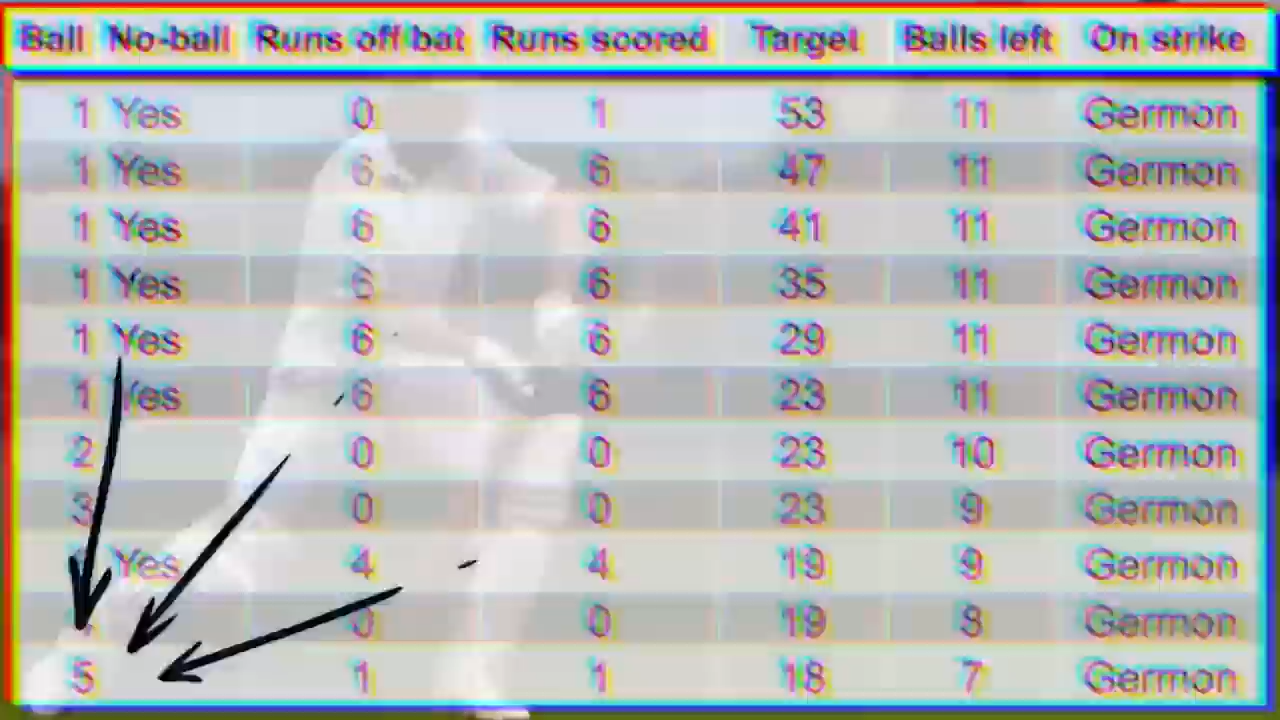 Ball No-ball Runs off bat Runs scored Target Balls left On strike
1 Yes 0 1 53 11 Germon
1 Yes 6 6 47 11 Germon
1 Yes 6 6 41 11 Germon
1 Yes 6 6 35 11 Germon
1 Yes 6 6 29 11 Germon
1 Yes 6 6 23 11 Germon
2 0 0 23 10 Germon
3 0 0 23 9 Germon
Yes 4 4 19 9 Germon
0 0 19 8 Germon
5 1 1 18 7 Germon